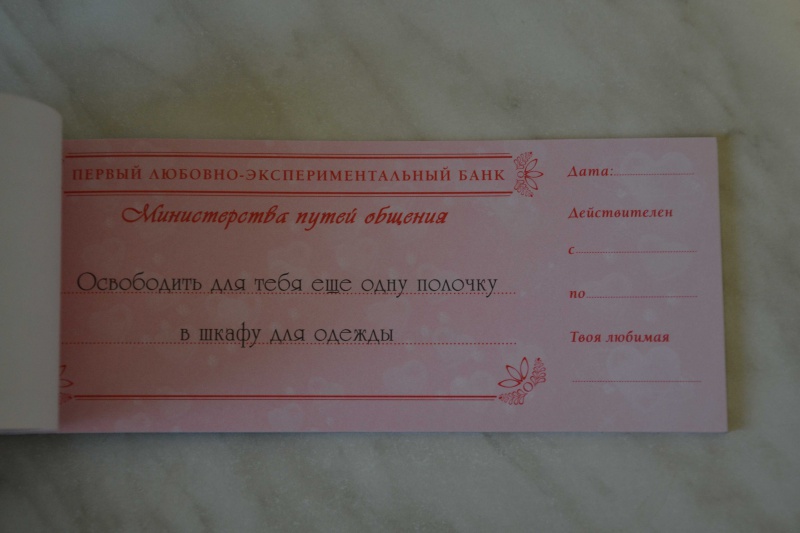 ПЕРВЫЙ ЛЮБОВНО-ЭКСПЕРИМЕНТАЛЬНЫЙ БАНК
Министерства путей общения
Освободить для тебя еще одну полочку
в шкафу для одежды
Дата:
Действителен
с
по
Твоя любимая